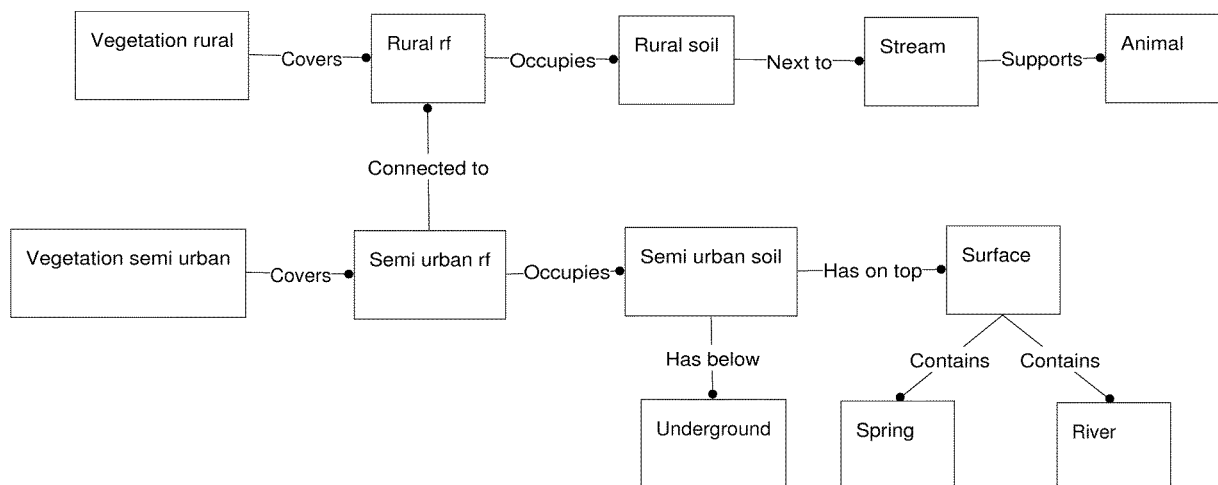 Vegetation rural
Covers
Rural rf
Occupies
Rural soil
Next to
Stream
Supports
Animal
Connected to
Vegetation semi urban
Covers
Semi urban rf
Occupies
Semi urban soil
Has on top
Surface
Has below
Contains
Contains
Underground
Spring
River